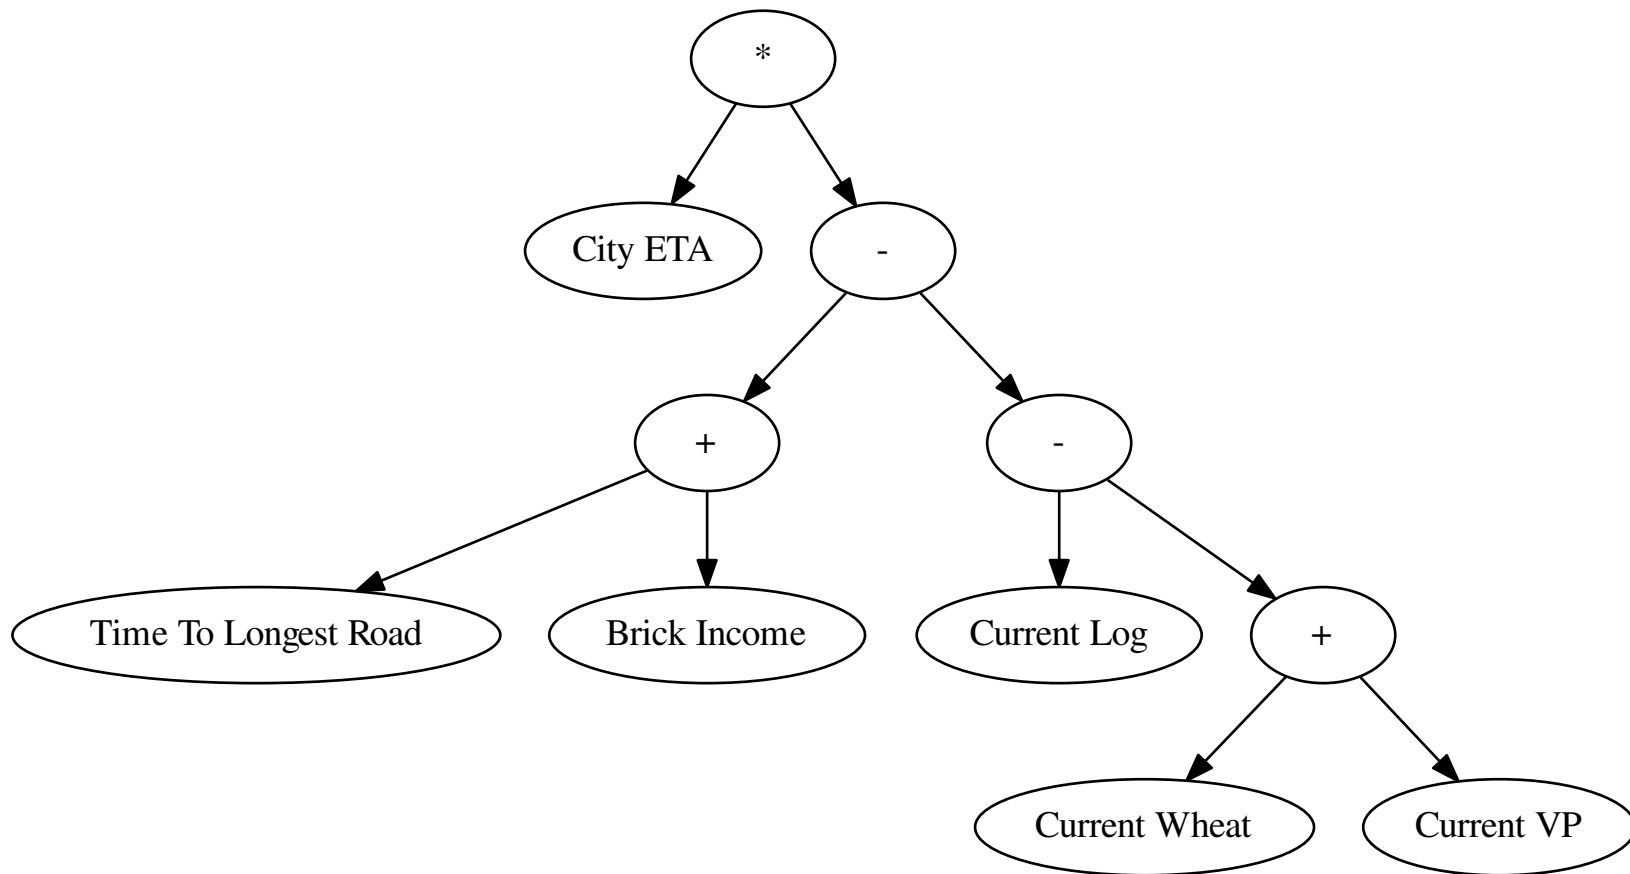 *
City ETA
-
+
-
Time To Longest Road
Brick Income
Current Log
+
Current Wheat
Current VP